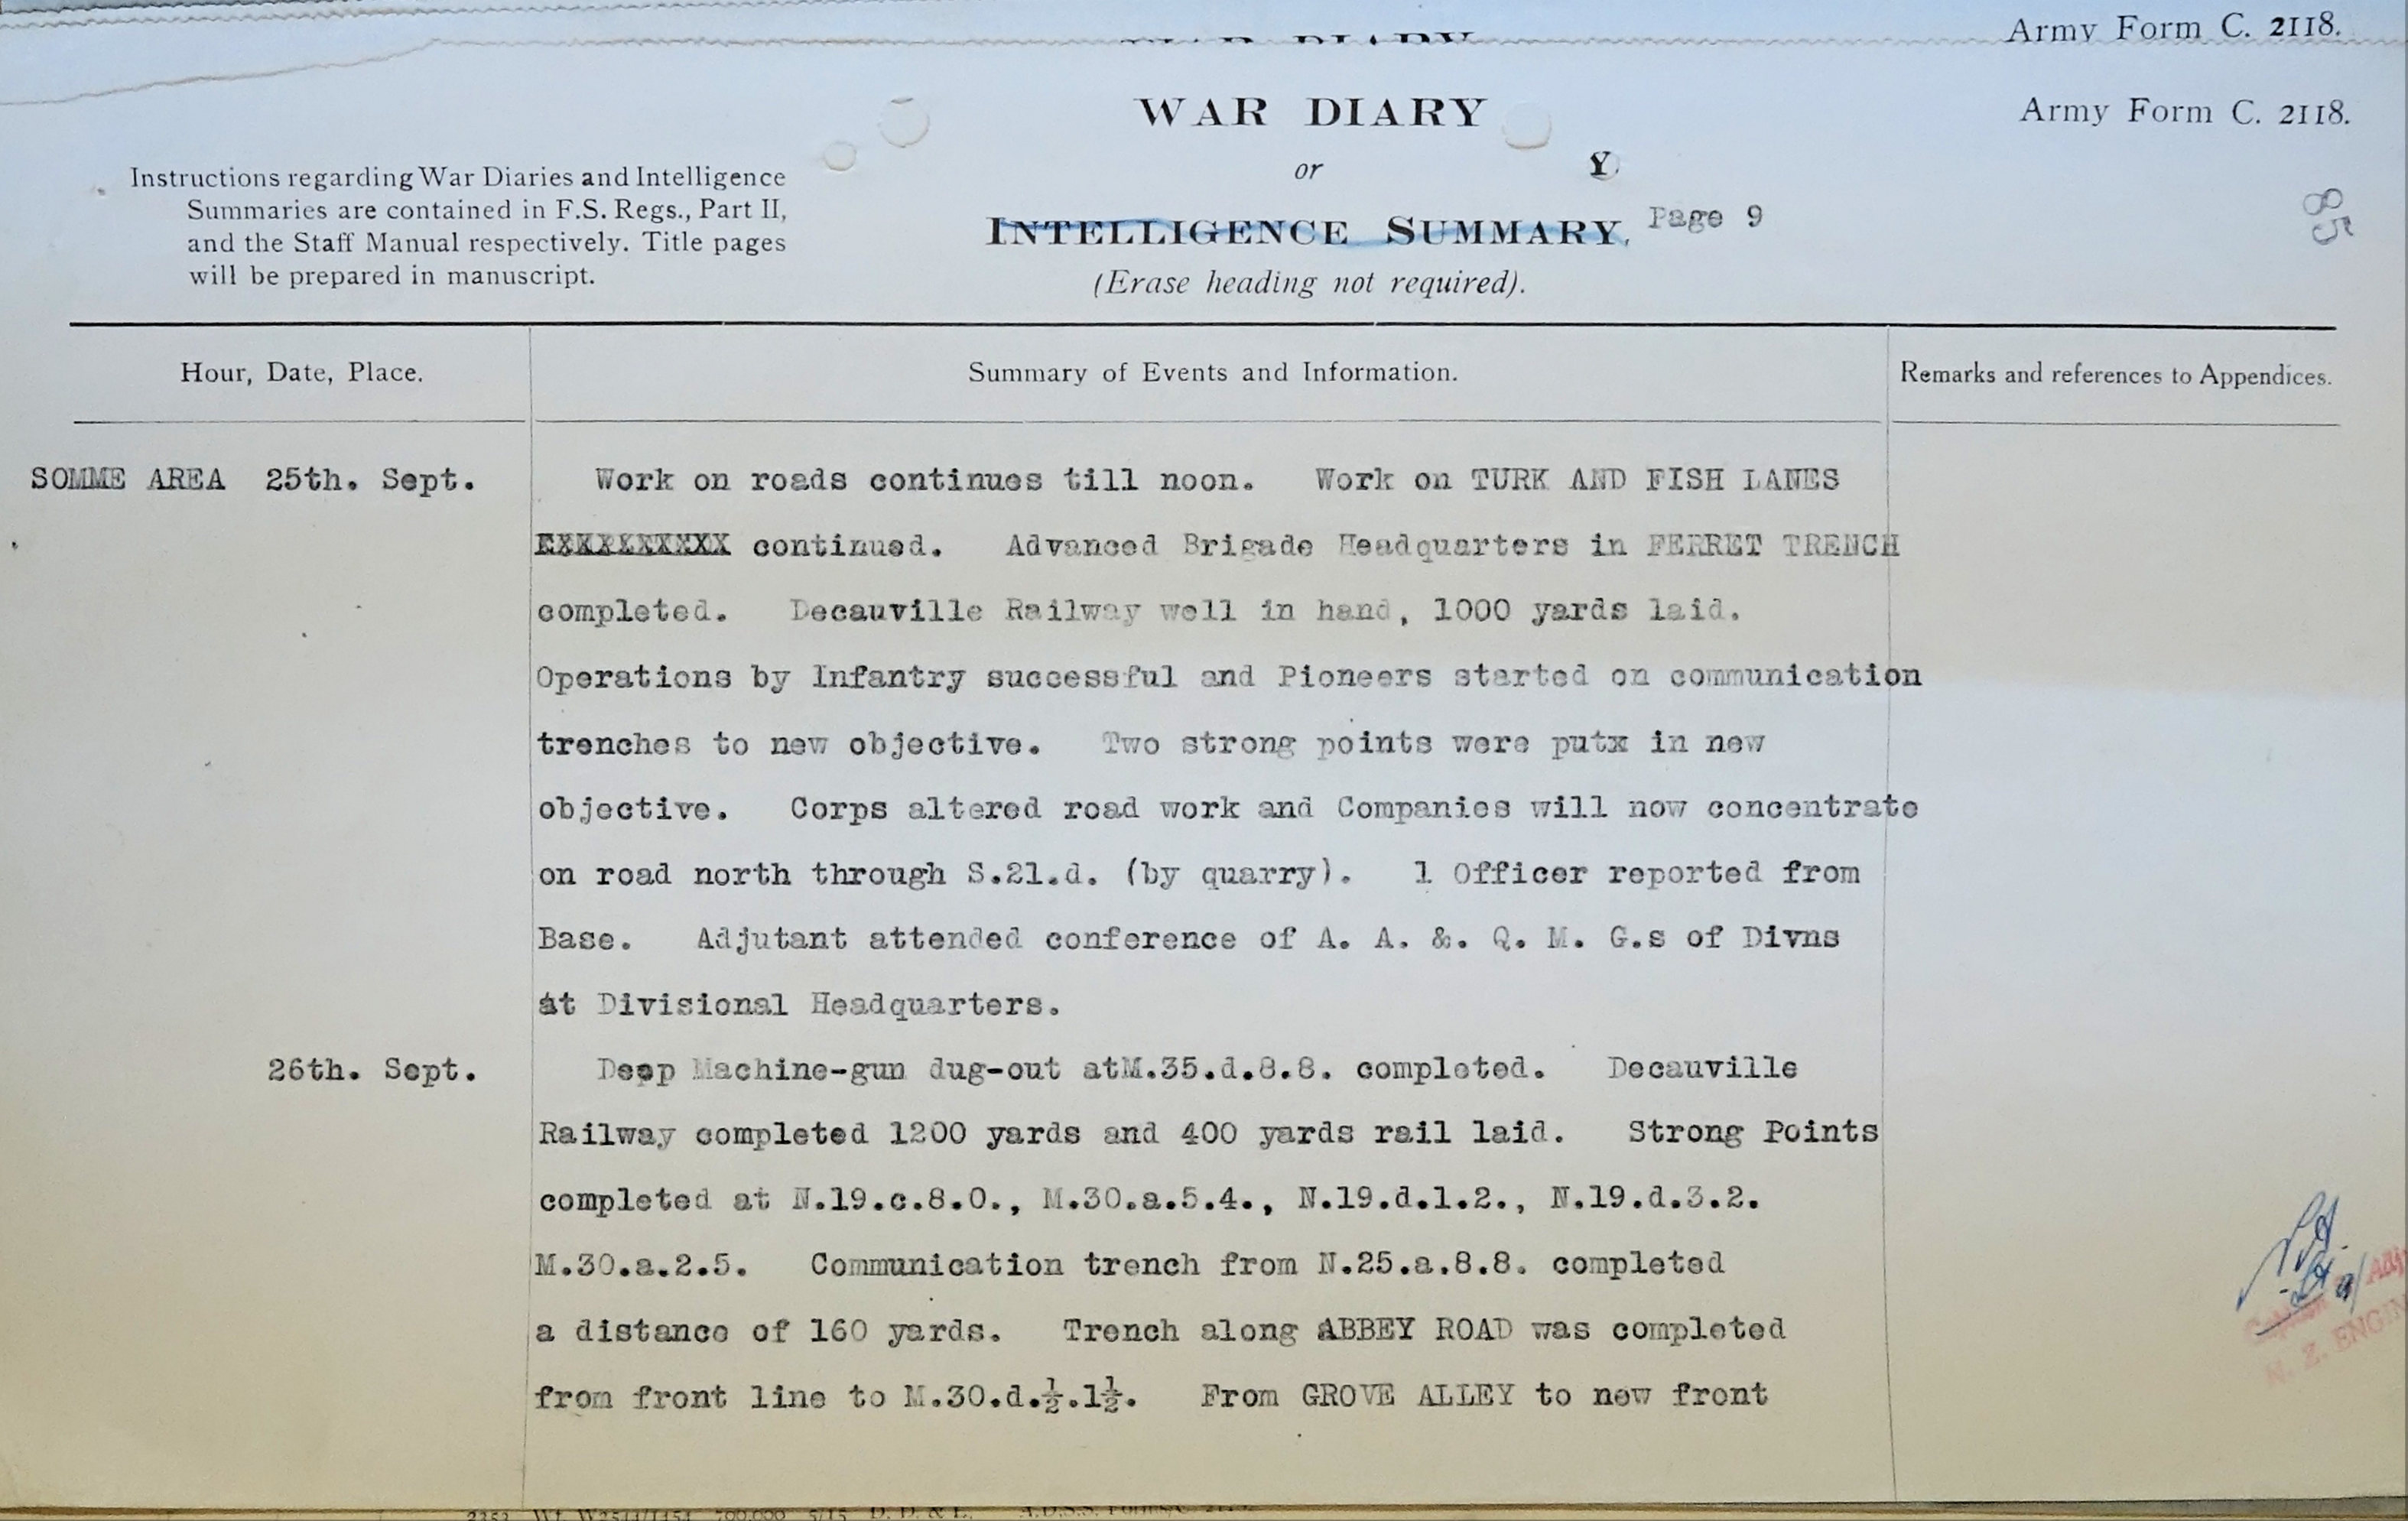 Army Form C. 2118.
WAR DIARY
Army Form C. 2118.
or
Y
Instructions regarding War Diaries and Intelligence
Summaries are contained in F.S. Regs., Part II,
and the Staff Manual respectively. Title pages
will be prepared in manuscript.
INTELLIGENCE SUMMARY.
Page 9
85
(Erase heading not required).
Hour, Date, Place.
Summary of Events and Information.
Remarks and references to Appendices.
SOMME AREA 25th. Sept.
Work on roads continues till noon. Work on TURK AND FISH LANES
continued. Advanced Brigade Headquarters in FERRET TRENCH
completed. Decauville Railway well in hand, 1000 yards laid.
Operations by Infantry successful and Pioneers started on communication
trenches to new objective. Two strong points were putx in new
objective. Corps altered road work and Companies will now concentrate
on road north through S.21.d. (by quarry). 1 Officer reported from
Base. Adjutant attended conference of A. A. &. Q. M. G.s of Divns
at Divisional Headquarters.
26th. Sept.
Deep Machine-gun dug-out atM.35.d.8.8. completed. Decauville
Railway completed 1200 yards and 400 yards rail laid. Strong Points
completed at N.19.c.8.0., M.30.a.5.4., N.19.d.1.2., N.19.d.3.2.
M.30.a.2.5. Communication trench from N.25.a.8.8. completed
a distance of 160 yards. Trench along ABBEY ROAD was completed
from front line to M.30.d.½.1½. From GROVE ALLEY to new front
Captain
N. Z. ENGIN